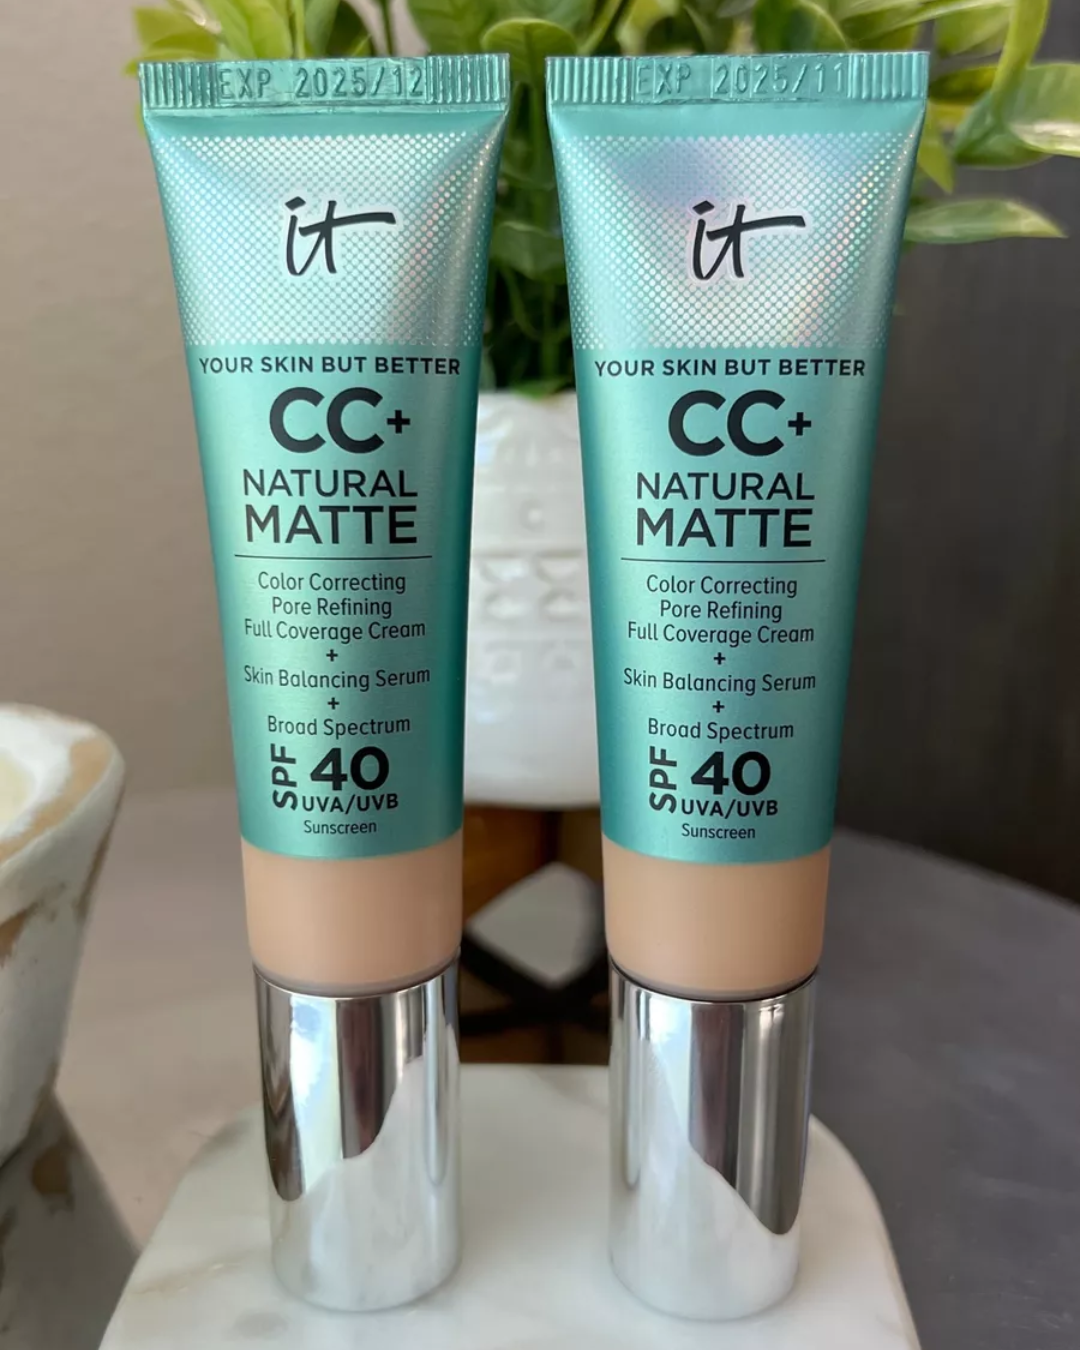 EXP 2025/12
it
YOUR SKIN BUT BETTER
CC+
NATURAL
MATTE
Color Correcting
Pore Refining
Full Coverage Cream
+
Skin Balancing Serum
+
Broad Spectrum
SPF 40
UVA/UVB
Sunscreen
EXP 2025/11
it
YOUR SKIN BUT BETTER
CC+
NATURAL
MATTE
Color Correcting
Pore Refining
Full Coverage Cream
+
Skin Balancing Serum
+
Broad Spectrum
SPF 40
UVA/UVB
Sunscreen